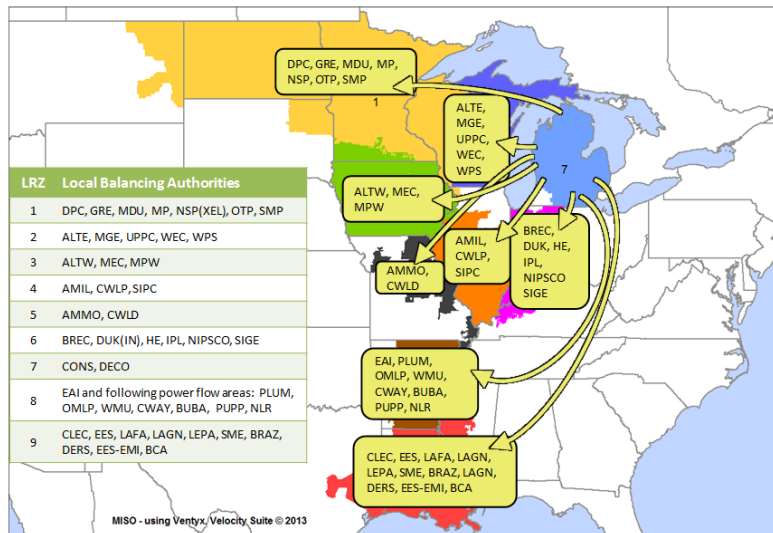 DPC, GRE, MDU, MP,
NSP, OTP, SMP
1
ALTE,
MGE,
UPPC,
WEC,
WPS
7
LRZ Local Balancing Authorities
1 DPC, GRE, MDU, MP, NSP(XEL), OTP, SMP
2 ALTE, MGE, UPPC, WEC, WPS
3 ALTW, MEC, MPW
4 AMIL, CWLP, SIPC
5 AMMO, CWLD
6 BREC, DUK(IN), HE, IPL, NIPSCO, SIGE
7 CONS, DECO
8 EAI and following power flow areas: PLUM,
OMLP, WMU, CWAY, BUBA, PUPP, NLR
9 CLEC, EES, LAFA, LAGN, LEPA, SME, BRAZ,
DERS, EES-EMI, BCA
ALTW, MEC,
MPW
AMIL,
CWLP,
SIPC
BREC,
DUK, HE,
IPL,
NIPSCO
SIGE
AMMO,
CWLD
EAI, PLUM,
OMLP, WMU,
CWAY, BUBA,
PUPP, NLR
CLEC, EES, LAFA, LAGN,
LEPA, SME, BRAZ, LAGN,
DERS, EES-EMI, BCA
MISO - using Ventyx, Velocity Suite © 2013